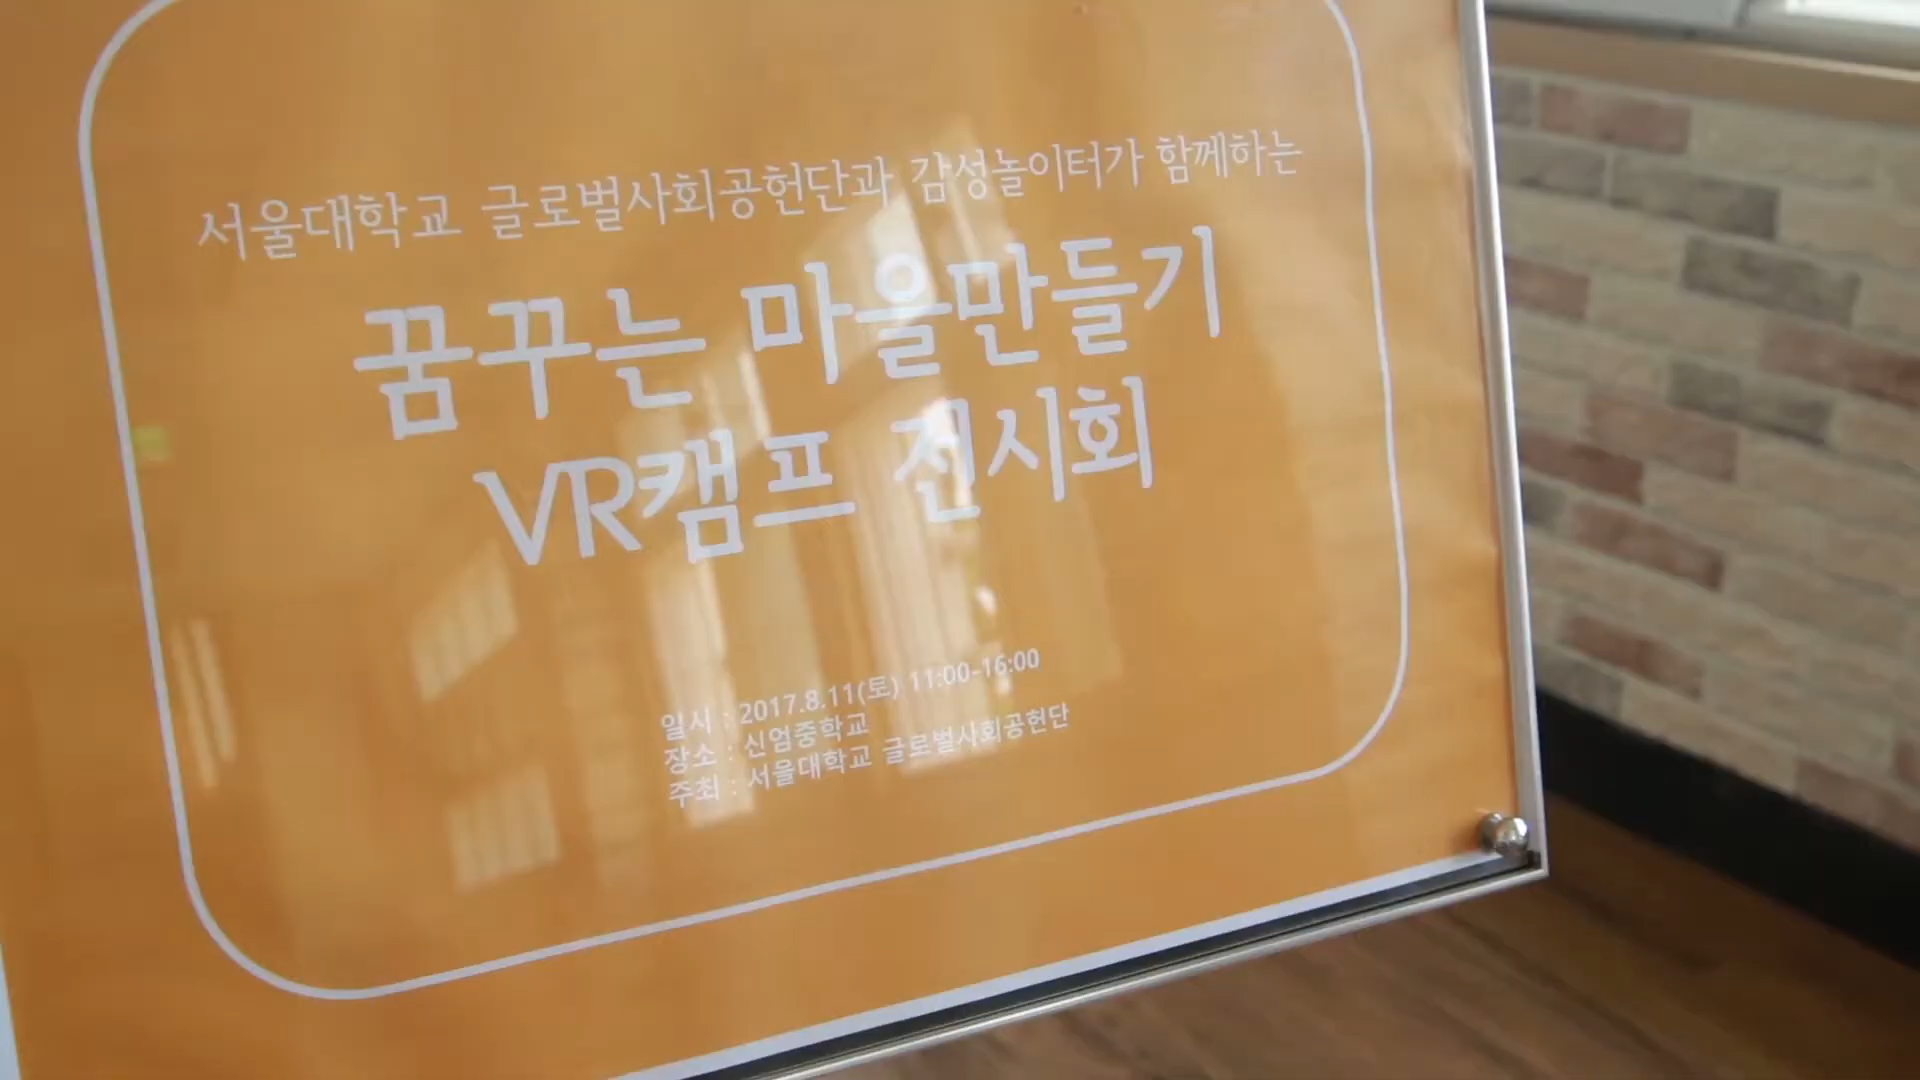 서울대학교 글로벌사회공헌단과 감성놀이터가 함께하는
꿈꾸는 마을만들기
VR캠프 전시회
일시 : 2017.8.11(토) 11:00-16:00
장소 : 신엄중학교
주최 : 서울대학교 글로벌사회공헌단